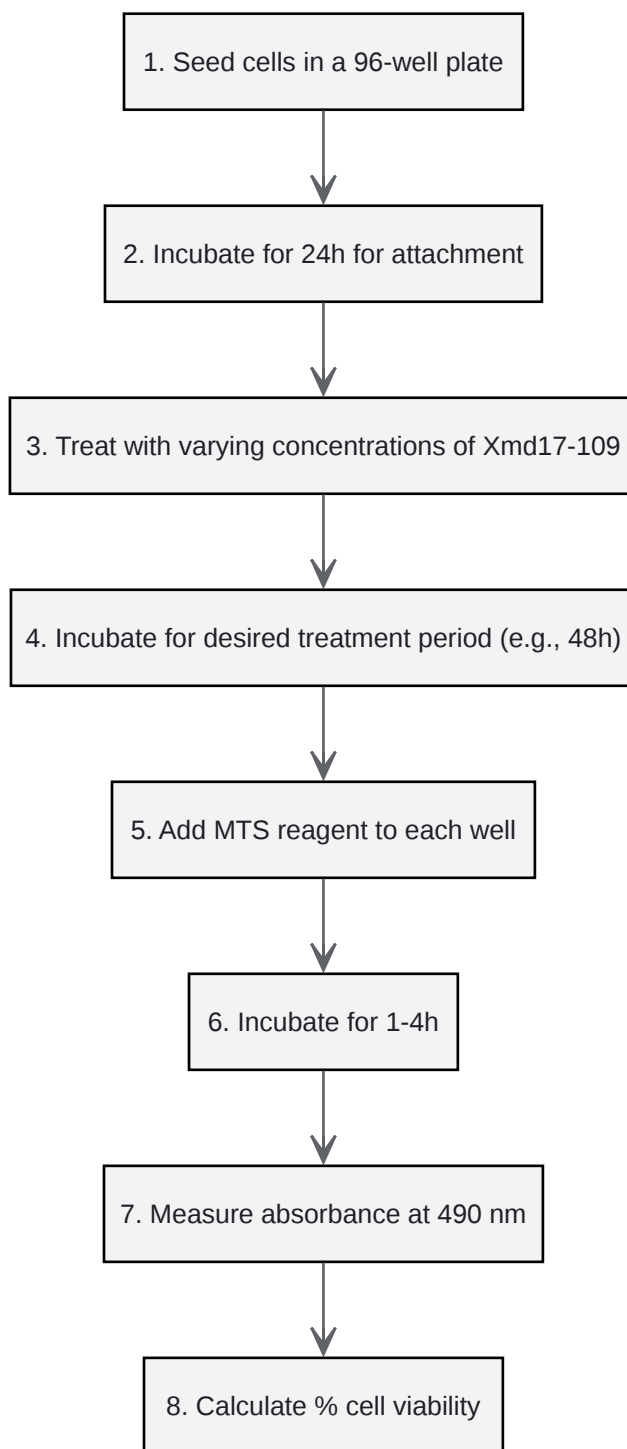 1. Seed cells in a 96-well plate
2. Incubate for 24h for attachment
3. Treat with varying concentrations of Xmd17-109
4. Incubate for desired treatment period (e.g., 48h)
5. Add MTS reagent to each well
6. Incubate for 1-4h
7. Measure absorbance at 490 nm
8. Calculate % cell viability